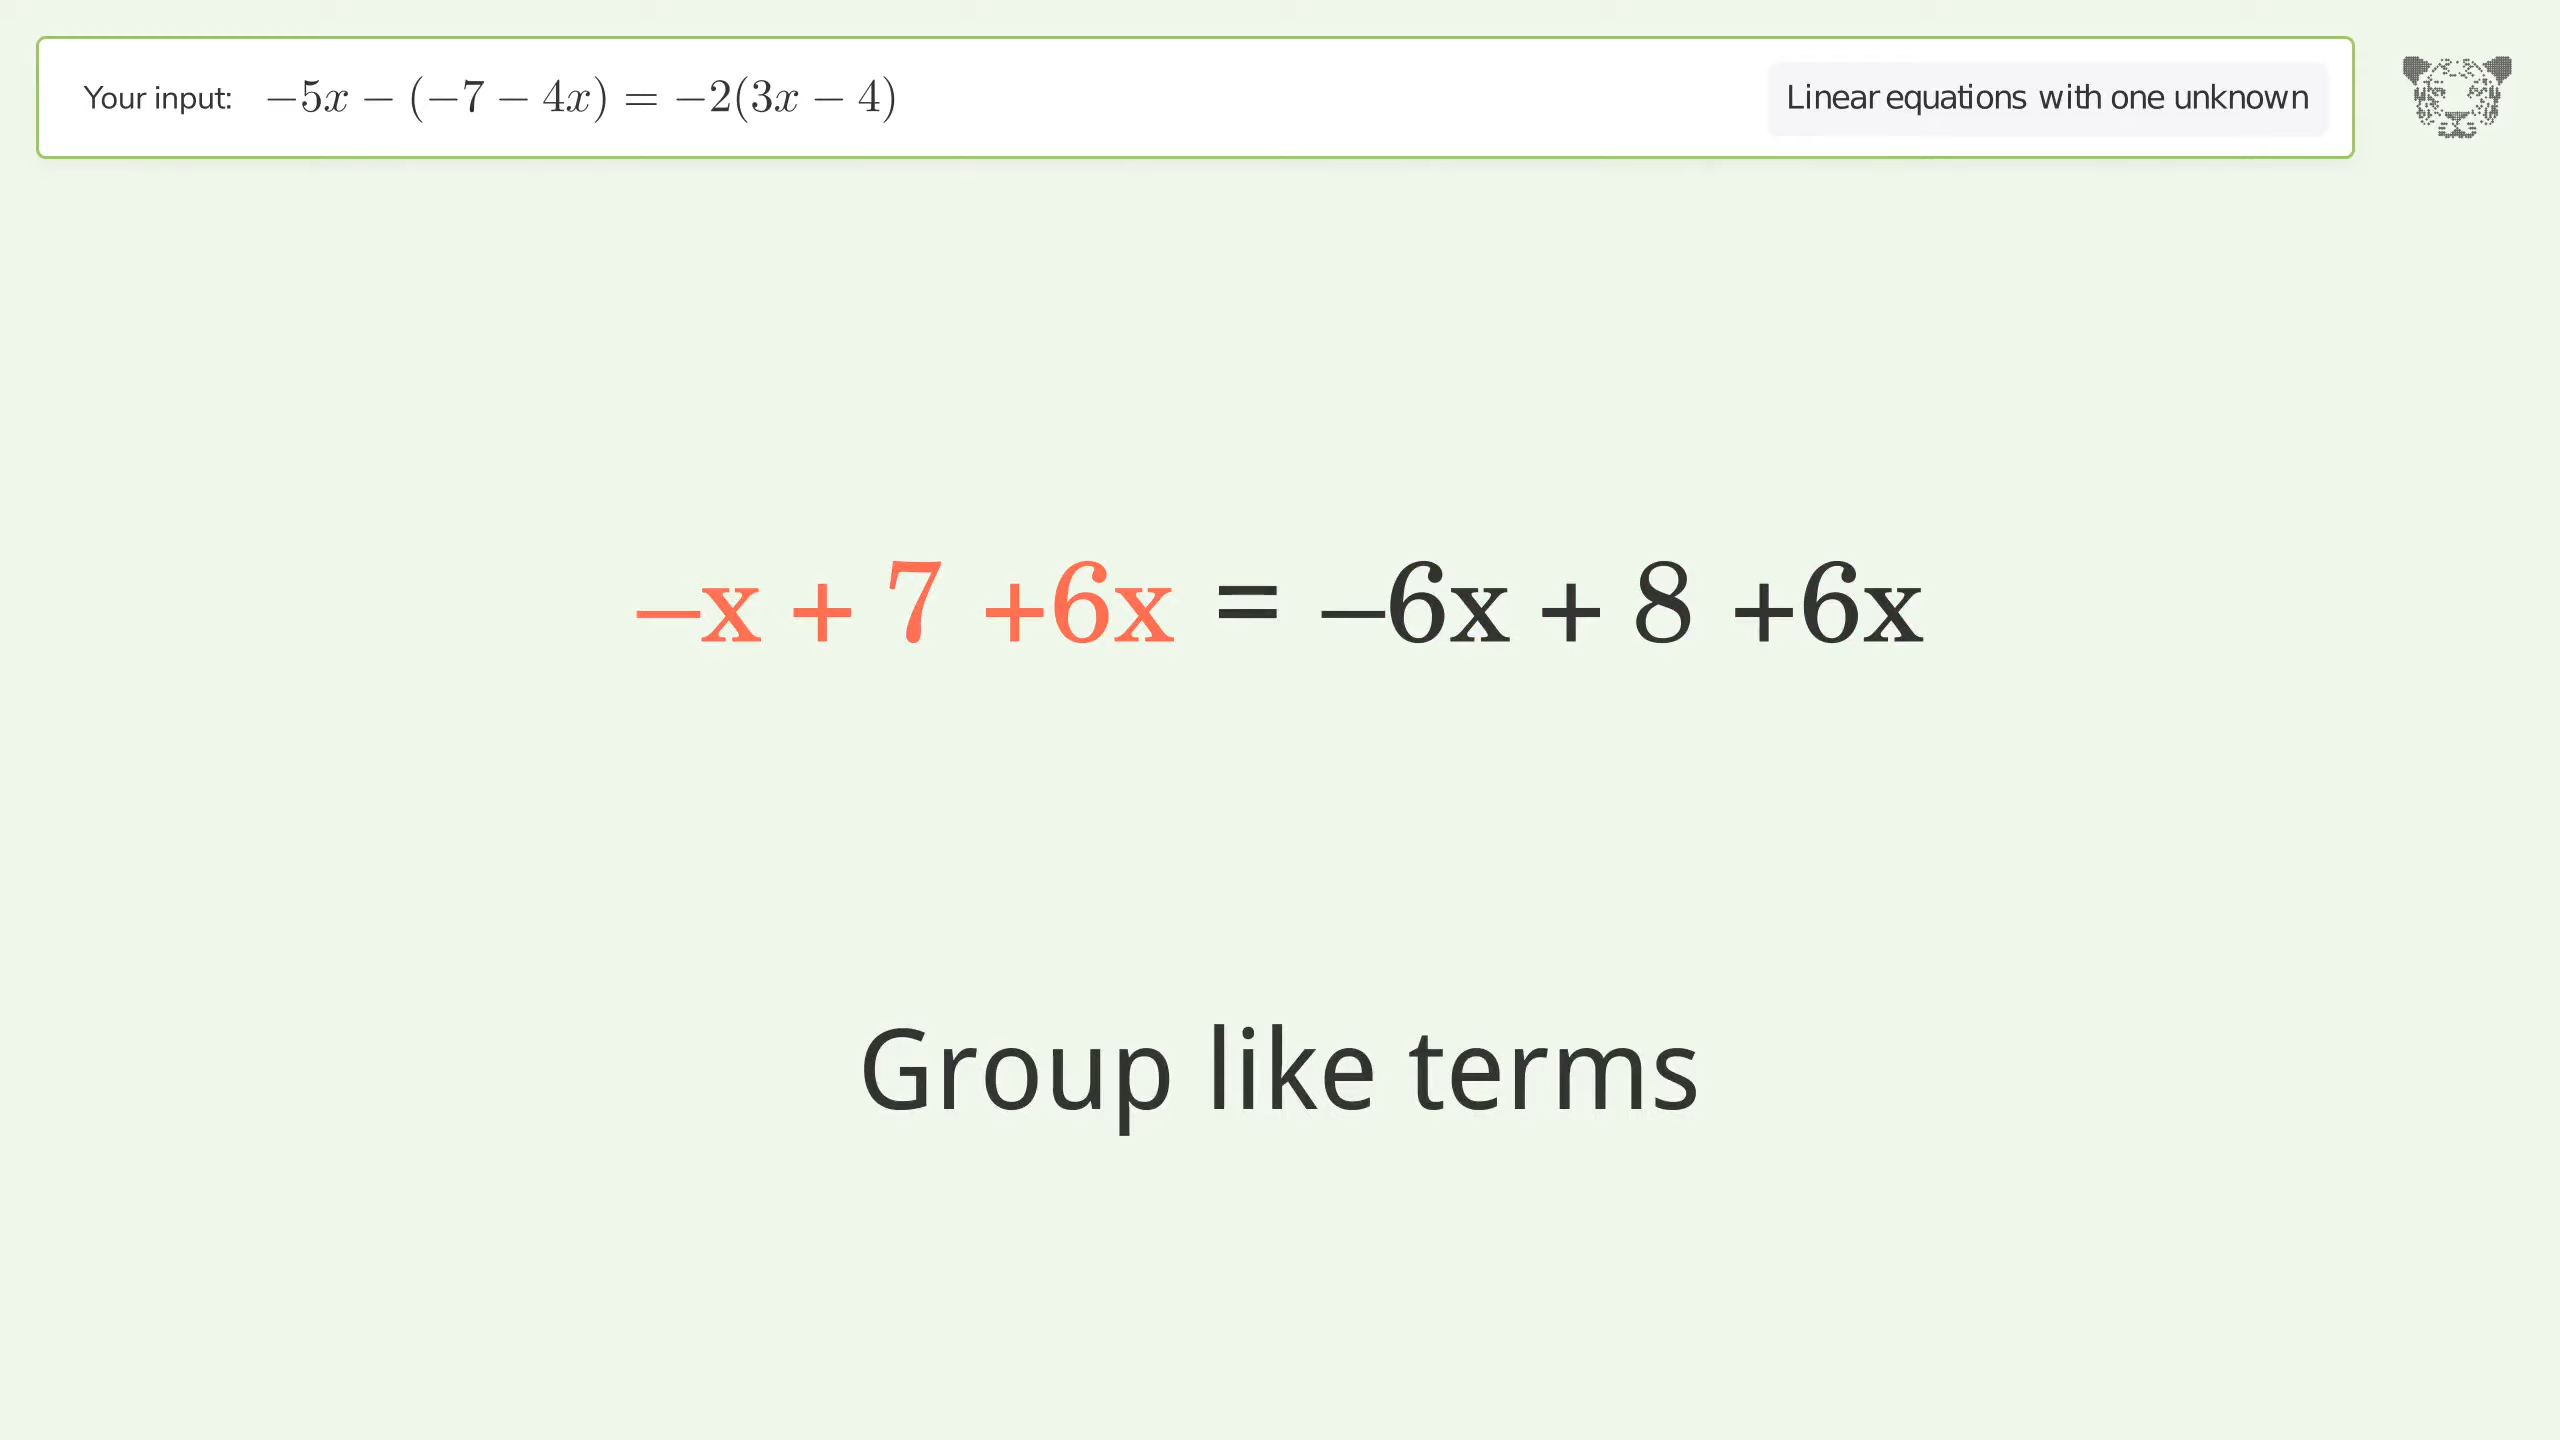 Your input: −5x − (−7 − 4x) = −2(3x − 4)
Linear equations with one unknown
–x + 7 +6x = –6x + 8 +6x
Group like terms